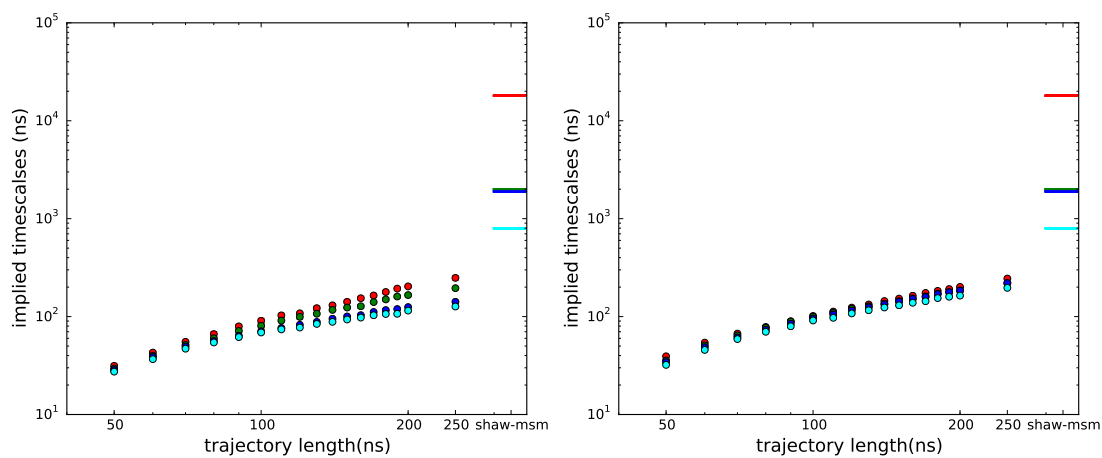 10^5
10^4
10^3
10^2
10^1
implied timescalses (ns)
50 100 200 250 shaw-msm
trajectory length(ns)
10^5
10^4
10^3
10^2
10^1
implied timescalses (ns)
50 100 200 250 shaw-msm
trajectory length(ns)